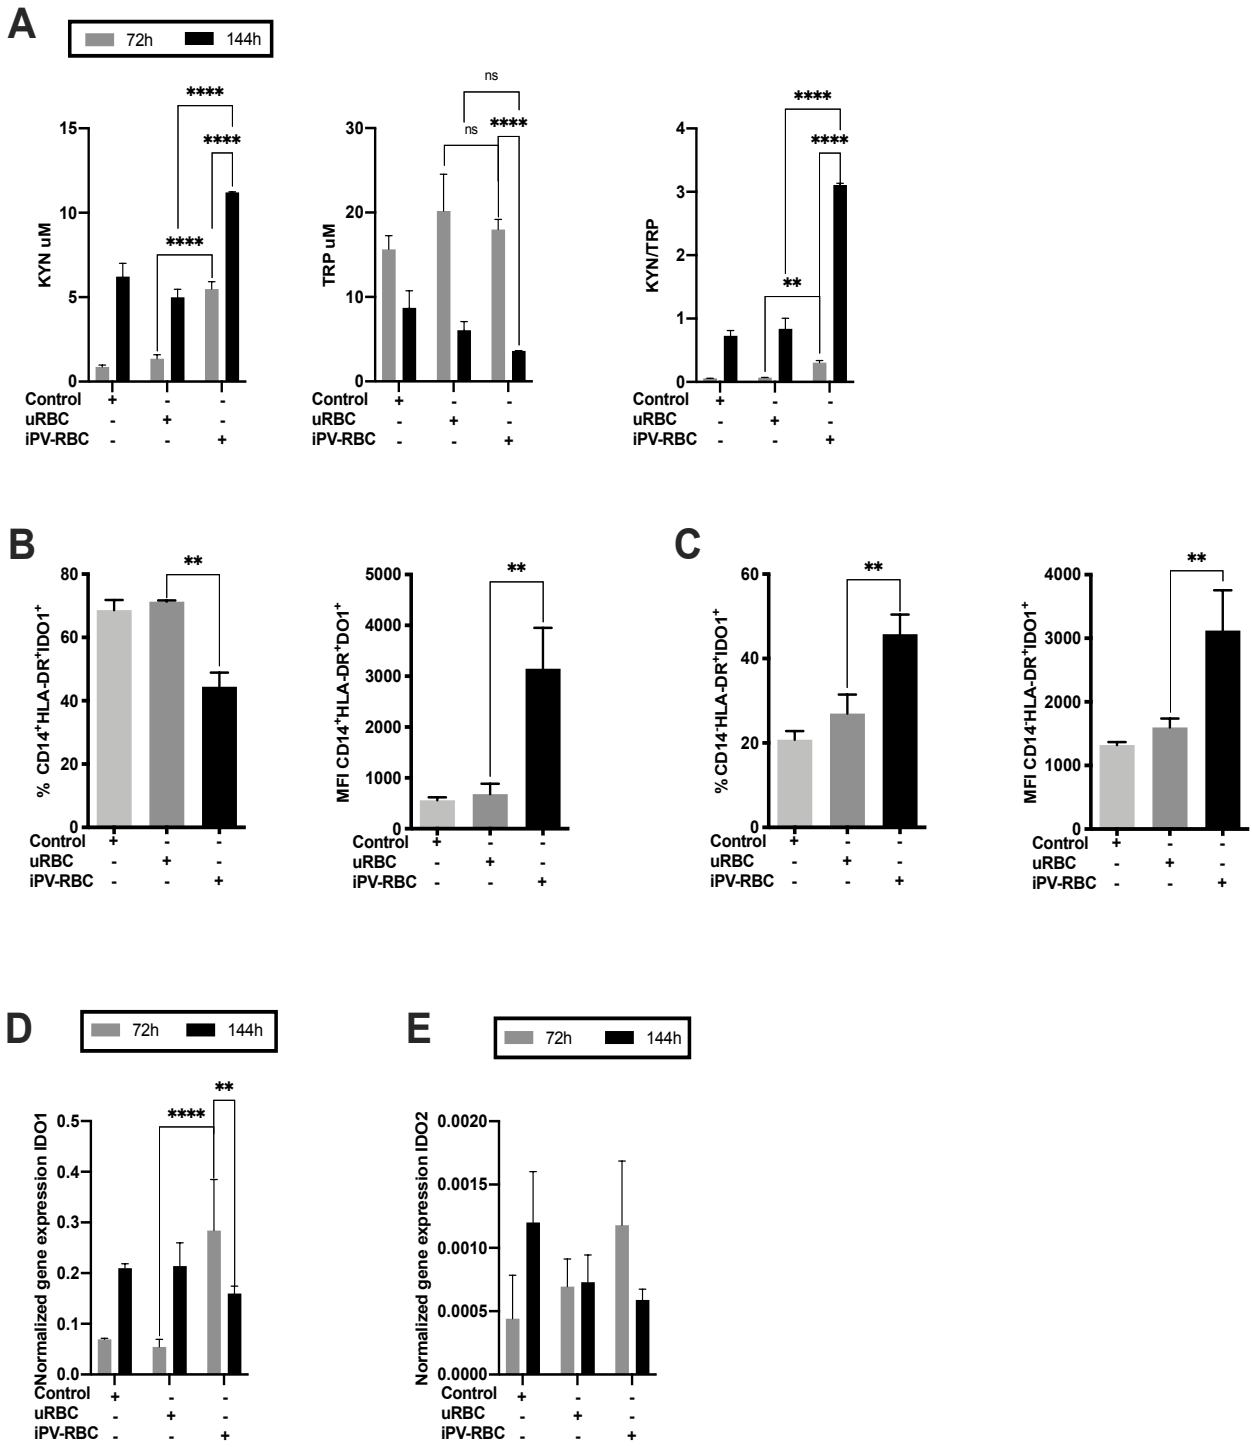 A
72h 144h
KYN uM
15
10
5
0
****
****
****
Control + - -
uRBC - + -
iPV-RBC - - +
TRP uM
30
20
10
0
ns
ns
****
Control + - -
uRBC - + -
iPV-RBC - - +
KYN/TRP
4
3
2
1
0
****
****
**
Control + - -
uRBC - + -
iPV-RBC - - +
B
% CD14+HLA-DR+IDO1+
80
60
40
20
0
**
Control + - -
uRBC - + -
iPV-RBC - - +
MFI CD14+HLA-DR+IDO1+
5000
4000
3000
2000
1000
0
**
Control + - -
uRBC - + -
iPV-RBC - - +
C
% CD14-HLA-DR+IDO1+
60
40
20
0
**
Control + - -
uRBC - + -
iPV-RBC - - +
MFI CD14-HLA-DR+IDO1+
4000
3000
2000
1000
0
**
Control + - -
uRBC - + -
iPV-RBC - - +
D
72h 144h
Normalized gene expression IDO1
0.5
0.4
0.3
0.2
0.1
0.0
**
****
Control + - -
uRBC - + -
iPV-RBC - - +
E
72h 144h
Normalized gene expression IDO2
0.0020
0.0015
0.0010
0.0005
0.0000
Control + - -
uRBC - + -
iPV-RBC - - +